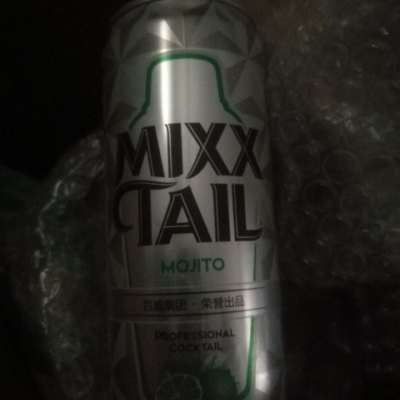 MIXX
TAIL
MOJITO
百威集团·荣誉出品
PROFESSIONAL
COCKTAIL